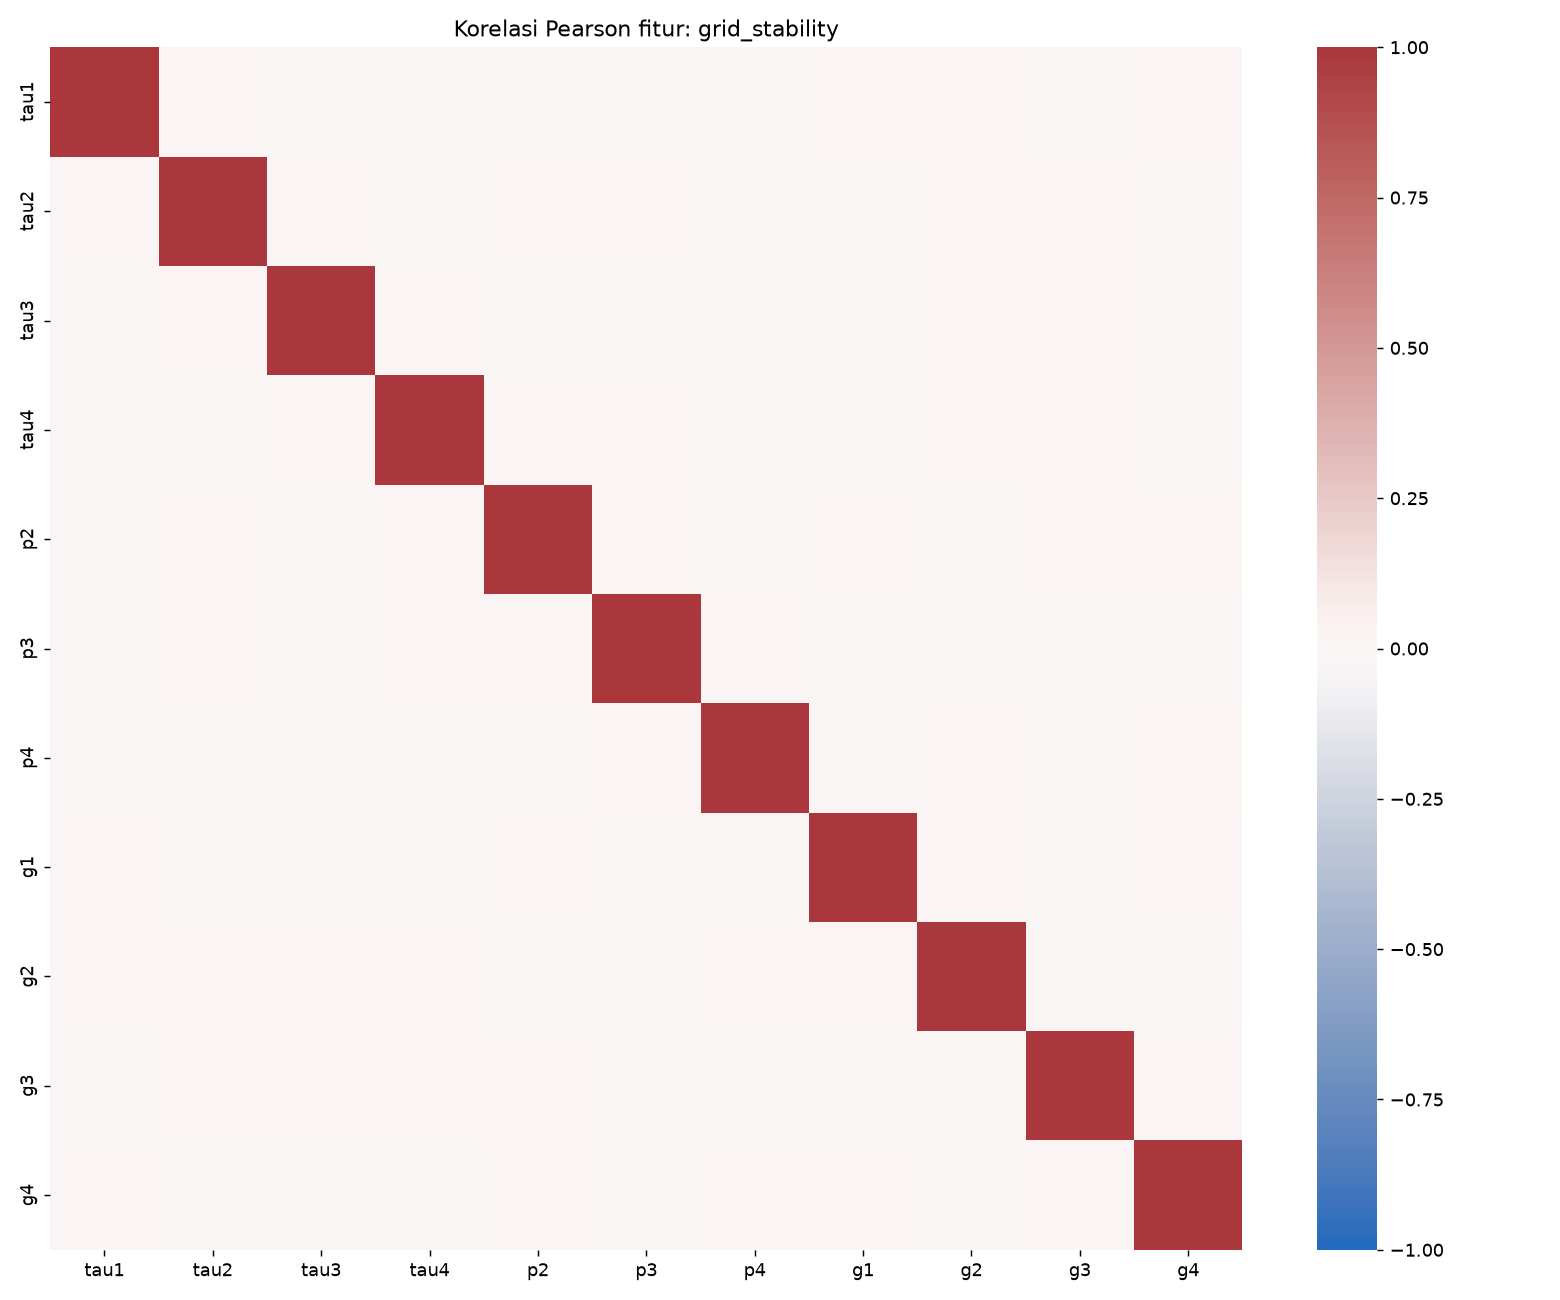 Korelasi Pearson fitur: grid_stability
tau1
tau2
tau3
tau4
p2
p3
p4
g1
g2
g3
g4
tau1 tau2 tau3 tau4 p2 p3 p4 g1 g2 g3 g4
1.00
0.75
0.50
0.25
0.00
−0.25
−0.50
−0.75
−1.00